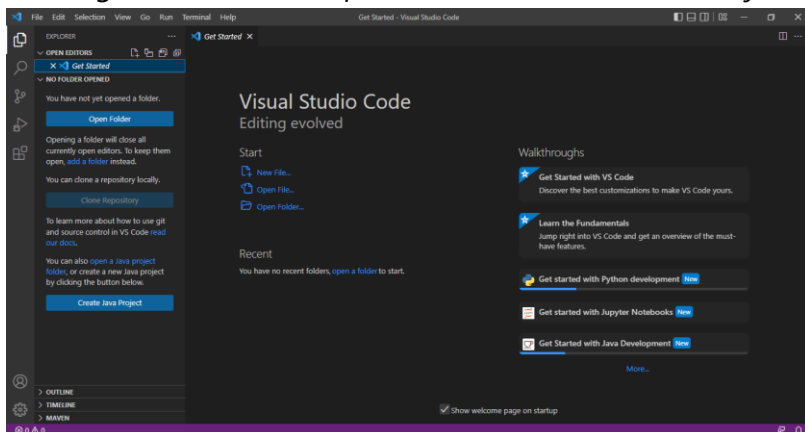 File Edit Selection View Go Run Terminal Help
Get Started - Visual Studio Code
EXPLORER
Get Started
OPEN EDITORS
Get Started
NO FOLDER OPENED
You have not yet opened a folder.
Open Folder
Opening a folder will close all
currently open editors. To keep them
open, add a folder instead.
You can clone a repository locally.
Clone Repository
To learn more about how to use git
and source control in VS Code read
our docs.
You can also open a Java project
folder, or create a new Java project
by clicking the button below.
Create Java Project
OUTLINE
TIMELINE
MAVEN
Visual Studio Code
Editing evolved
Start
New File...
Open File...
Open Folder...
Recent
You have no recent folders, open a folder to start.
Walkthroughs
Get Started with VS Code
Discover the best customizations to make VS Code yours.
Learn the Fundamentals
Jump right into VS Code and get an overview of the must-
have features.
Get started with Python development New
Get started with Jupyter Notebooks New
Get Started with Java Development New
More...
Show welcome page on startup
0 0